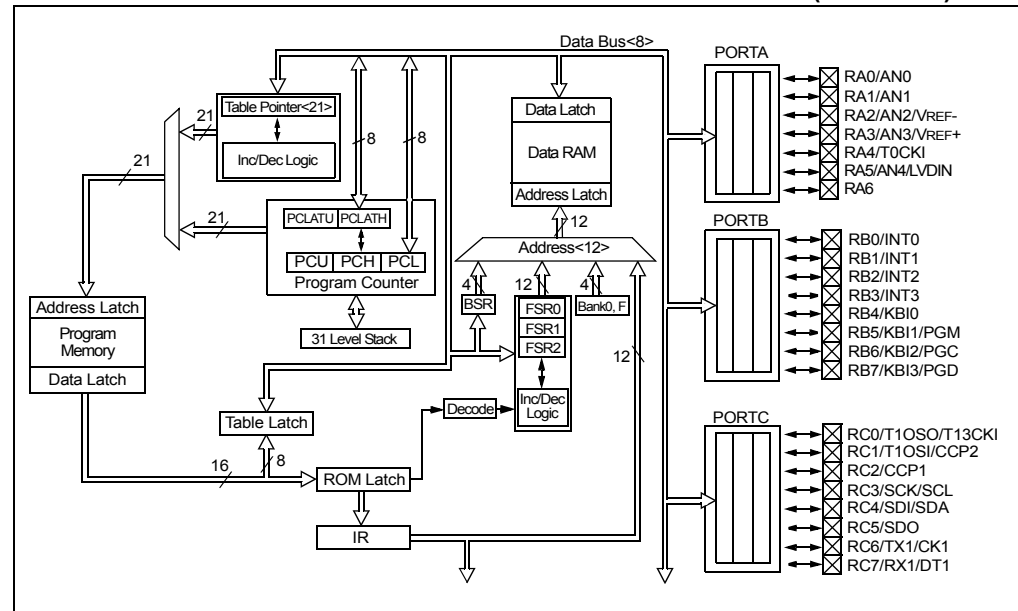 Data Bus<8>
PORTA
Table Pointer<21>
Inc/Dec Logic
21
21
21
8
8
PCLATU
PCLATH
PCU
PCH
PCL
Program Counter
31 Level Stack
Data Latch
Data RAM
Address Latch
12
Address<12>
4
BSR
12
FSR0
FSR1
FSR2
Inc/Dec
Logic
4
Bank0, F
12
Address Latch
Program
Memory
Data Latch
Table Latch
16
8
ROM Latch
Decode
IR
RA0/AN0
RA1/AN1
RA2/AN2/VREF-
RA3/AN3/VREF+
RA4/T0CKI
RA5/AN4/LVDIN
RA6
PORTB
RB0/INT0
RB1/INT1
RB2/INT2
RB3/INT3
RB4/KBI0
RB5/KBI1/PGM
RB6/KBI2/PGC
RB7/KBI3/PGD
PORTC
RC0/T1OSO/T13CKI
RC1/T1OSI/CCP2
RC2/CCP1
RC3/SCK/SCL
RC4/SDI/SDA
RC5/SDO
RC6/TX1/CK1
RC7/RX1/DT1